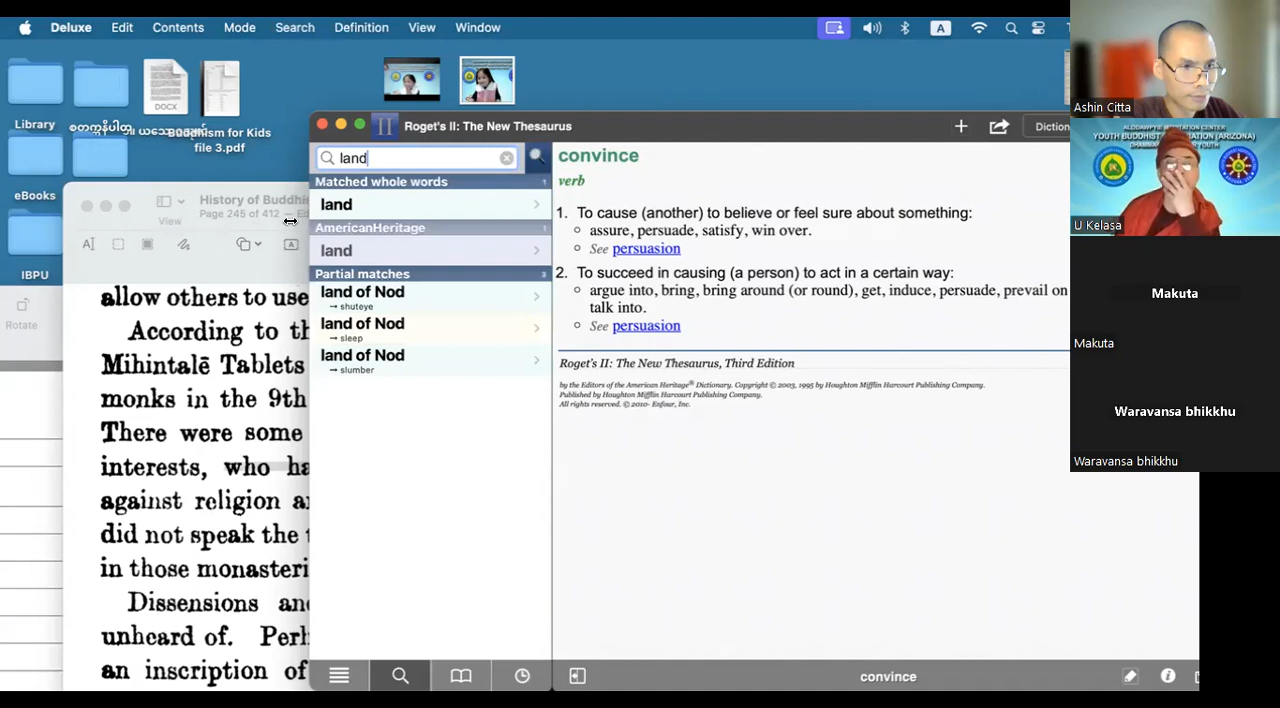 Deluxe Edit Contents Mode Search Definition View Window A
Library
DOCX
Buddhism for Kids
file 3.pdf
eBooks
IBPU
Rotate
View
History of Buddhi
Page 245 of 412
allow others to use
According to th
Mihintalē Tablets
monks in the 9th
There were some
interests, who ha
against religion a
did not speak the
in those monasteri
Dissensions an
unheard of. Perh
an inscription of
Roget's II: The New Thesaurus
Diction
land
Matched whole words 1
land
AmericanHeritage 1
land
Partial matches 3
land of Nod
→ shuteye
land of Nod
→ sleep
land of Nod
→ slumber
convince
verb
1. To cause (another) to believe or feel sure about something:
assure, persuade, satisfy, win over.
See persuasion
2. To succeed in causing (a person) to act in a certain way:
argue into, bring, bring around (or round), get, induce, persuade, prevail on
talk into.
See persuasion
Roget's II: The New Thesaurus, Third Edition
by the Editors of the American Heritage® Dictionary. Copyright © 2003, 1995 by Houghton Mifflin Harcourt Publishing Company.
Published by Houghton Mifflin Harcourt Publishing Company.
All rights reserved. © 2010- Enfour, Inc.
convince
Ashin Citta
YOUTH BUDDHIST
(ARIZONA)
U Kelasa
Makuta
Makuta
Waravansa bhikkhu
Waravansa bhikkhu